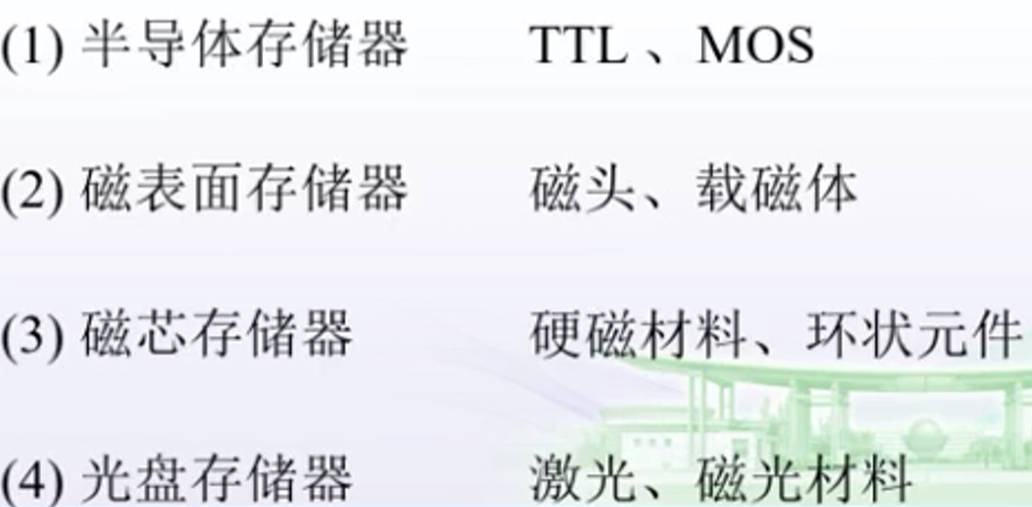 (1) 半导体存储器 TTL 、MOS
(2) 磁表面存储器 磁头、载磁体
(3) 磁芯存储器 硬磁材料、环状元件
(4) 光盘存储器 激光、磁光材料